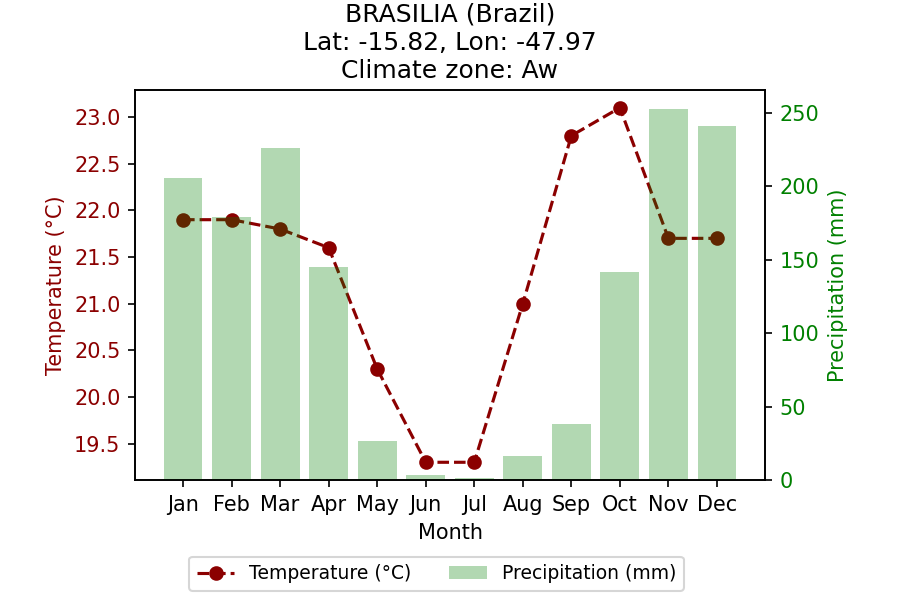 BRASILIA (Brazil)
Lat: -15.82, Lon: -47.97
Climate zone: Aw
23.0
22.5
22.0
21.5
21.0
20.5
20.0
19.5
Temperature (°C)
250
200
150
100
50
0
Precipitation (mm)
Jan Feb Mar Apr May Jun Jul Aug Sep Oct Nov Dec
Month
Temperature (°C) Precipitation (mm)